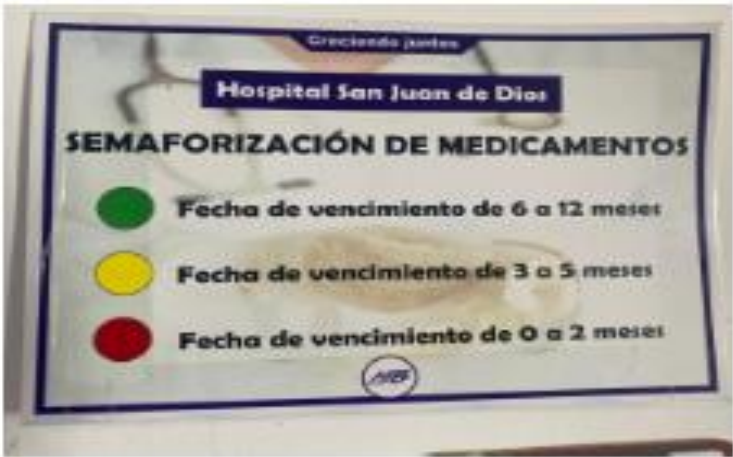 Creciendo juntos
Hospital San Juan de Dios
SEMAFORIZACIÓN DE MEDICAMENTOS
Fecha de vencimiento de 6 a 12 meses
Fecha de vencimiento de 3 a 5 meses
Fecha de vencimiento de 0 a 2 meses